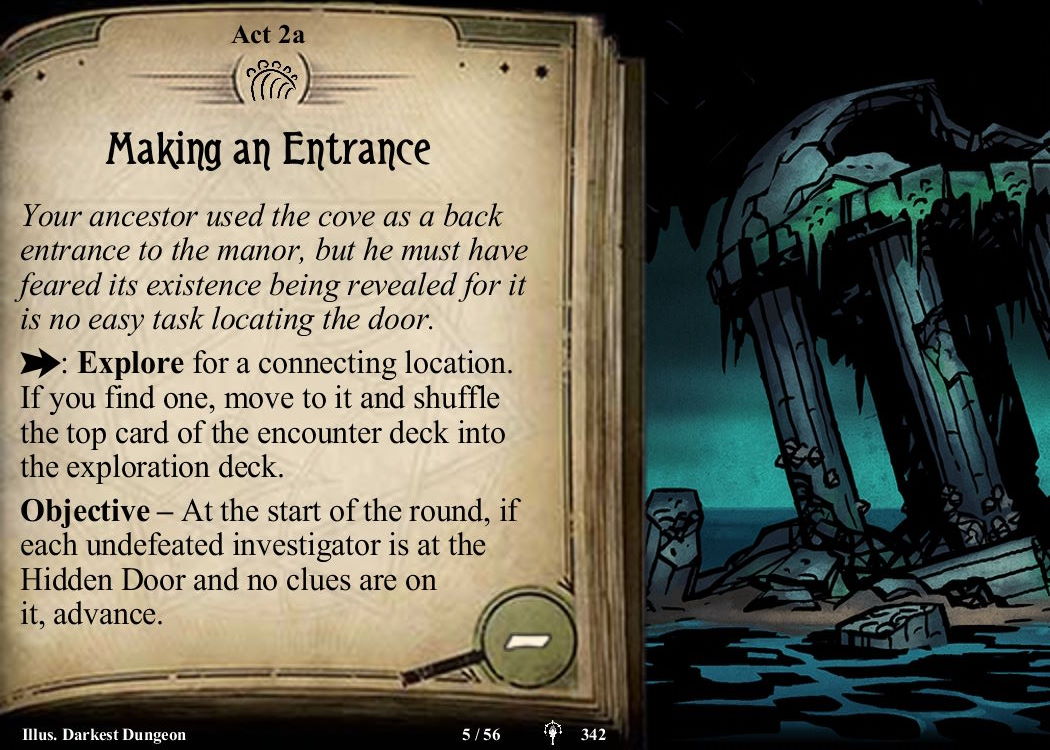 Act 2a
Making an Entrance
Your ancestor used the cove as a back
entrance to the manor, but he must have
feared its existence being revealed for it
is no easy task locating the door.
: Explore for a connecting location.
If you find one, move to it and shuffle
the top card of the encounter deck into
the exploration deck.
Objective – At the start of the round, if
each undefeated investigator is at the
Hidden Door and no clues are on
it, advance.
–
Illus. Darkest Dungeon 5 / 56 342